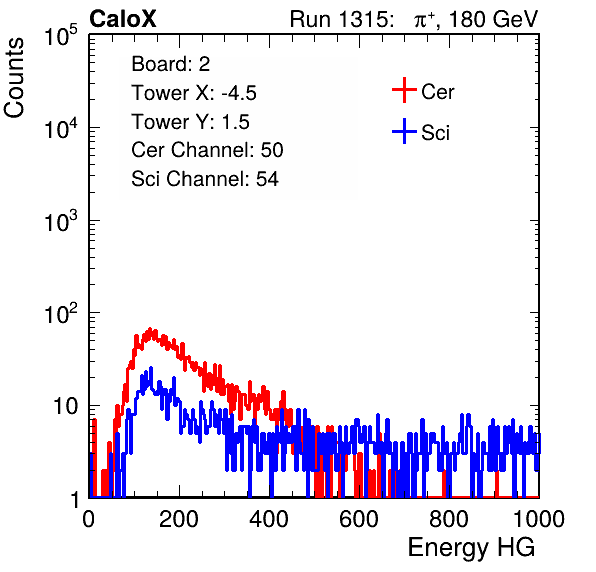 CaloX Run 1315: π⁺, 180 GeV
Counts
10⁵
10⁴
10³
10²
10
1
Board: 2
Tower X: -4.5
Tower Y: 1.5
Cer Channel: 50
Sci Channel: 54
Cer
Sci
0 200 400 600 800 1000
Energy HG